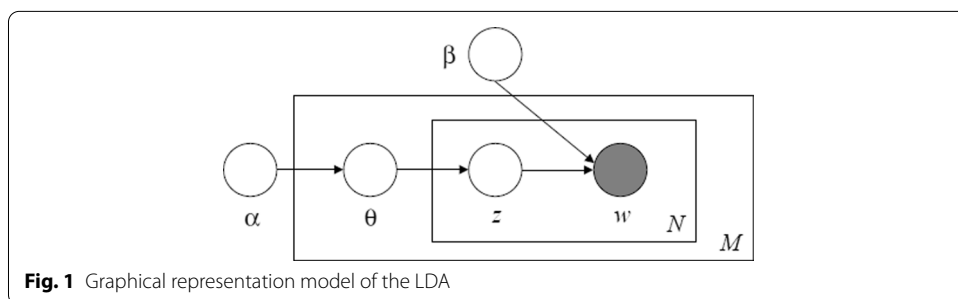 β
α
θ
z
w
N
M
Fig. 1 Graphical representation model of the LDA